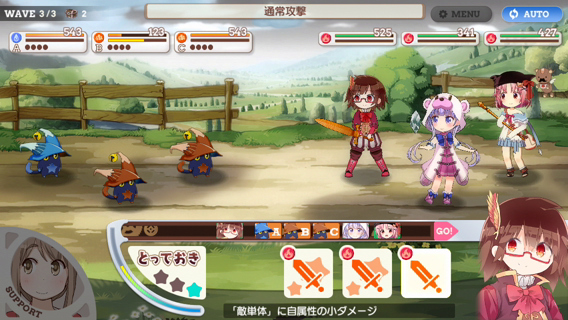 WAVE 3/3 2
通常攻撃
MENU
AUTO
543
A
123
B
543
C
525
341
427
A
B
C
GO!
とっておき
SUPPORT
「敵単体」に自属性の小ダメージ